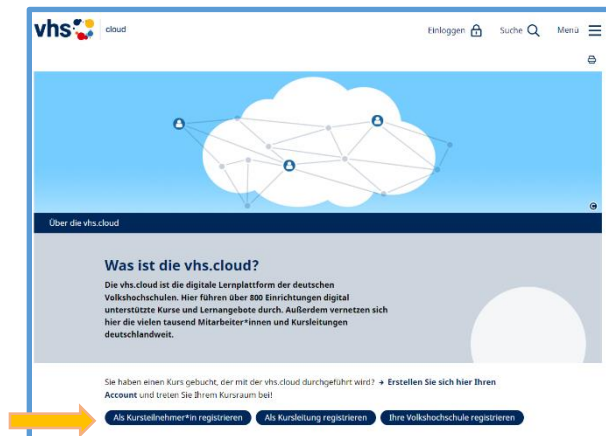 vhs cloud
Einloggen Suche Menü
Über die vhs.cloud
Was ist die vhs.cloud?
Die vhs.cloud ist die digitale Lernplattform der deutschen
Volkshochschulen. Hier führen über 800 Einrichtungen digital
unterstützte Kurse und Lernangebote durch. Außerdem vernetzen sich
hier die vielen tausend Mitarbeiter*innen und Kursleitungen
deutschlandweit.
Sie haben einen Kurs gebucht, der mit der vhs.cloud durchgeführt wird? → Erstellen Sie sich hier Ihren
Account und treten Sie Ihrem Kursraum bei!
Als Kursteilnehmer*in registrieren Als Kursleitung registrieren Ihre Volkshochschule registrieren